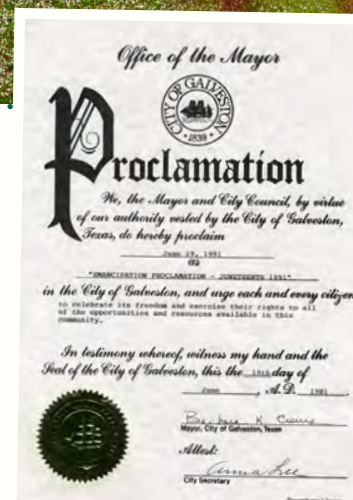 Office of the Mayor
CITY OF GALVESTON
1839
Proclamation
We, the Mayor and City Council, by virtue
of our authority vested by the City of Galveston,
Texas, do hereby proclaim
June 19, 1991
as
"EMANCIPATION PROCLAMATION - JUNETEENTH 1991"
in the City of Galveston, and urge each and every citizen
to celebrate its freedom and exercise their rights to all
of the opportunities and resources available in this
community.
In testimony whereof, witness my hand and the
Seal of the City of Galveston, this the 19th day of
June , A.D. 1991 .
K Crews
Mayor, City of Galveston, Texas
Attest:
Lee
City Secretary